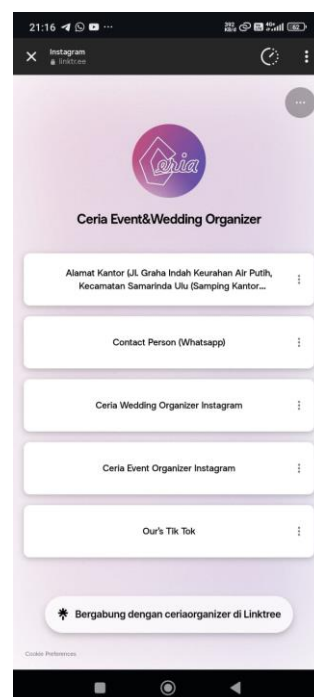 21:16
Instagram
linktr.ee
Ceria
Ceria Event&Wedding Organizer
Alamat Kantor (Jl. Graha Indah Keurahan Air Putih,
Kecamatan Samarinda Ulu (Samping Kantor...
Contact Person (Whatsapp)
Ceria Wedding Organizer Instagram
Ceria Event Organizer Instagram
Our's Tik Tok
Bergabung dengan ceriaorganizer di Linktree
Cookie Preferences